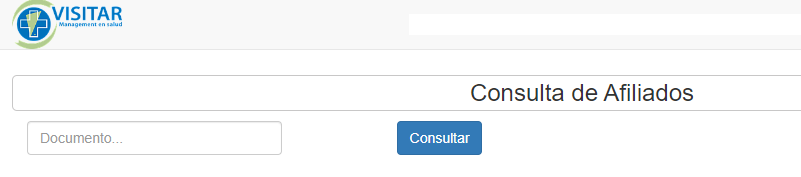 VISITAR
Management en salud
Consulta de Afiliados
Documento...
Consultar